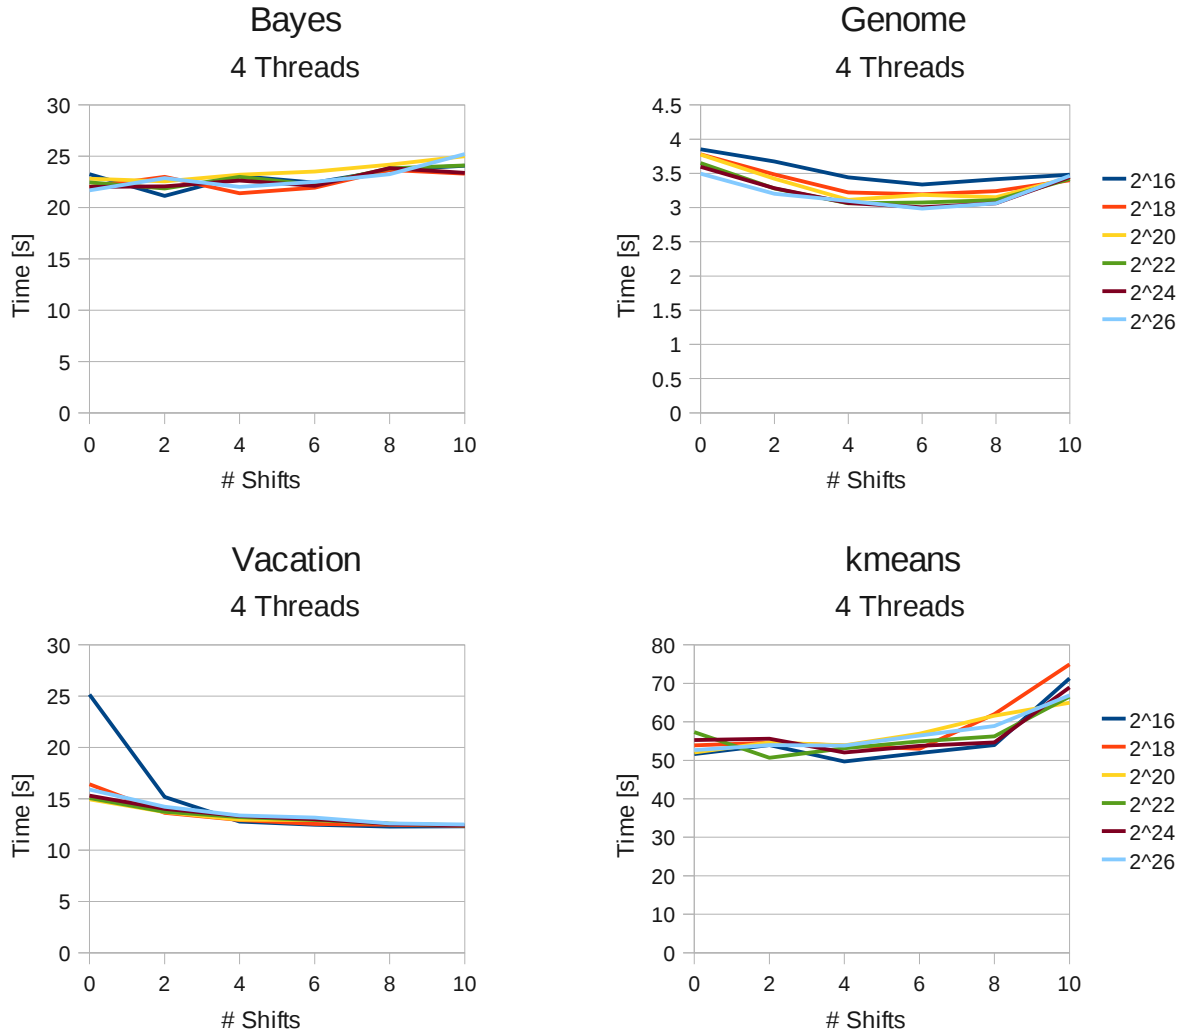 Bayes
4 Threads
Time [s]
30
25
20
15
10
5
0
0 2 4 6 8 10
# Shifts
Genome
4 Threads
Time [s]
4.5
4
3.5
3
2.5
2
1.5
1
0.5
0
0 2 4 6 8 10
# Shifts
2^16
2^18
2^20
2^22
2^24
2^26
Vacation
4 Threads
Time [s]
30
25
20
15
10
5
0
0 2 4 6 8 10
# Shifts
kmeans
4 Threads
Time [s]
80
70
60
50
40
30
20
10
0
0 2 4 6 8 10
# Shifts
2^16
2^18
2^20
2^22
2^24
2^26